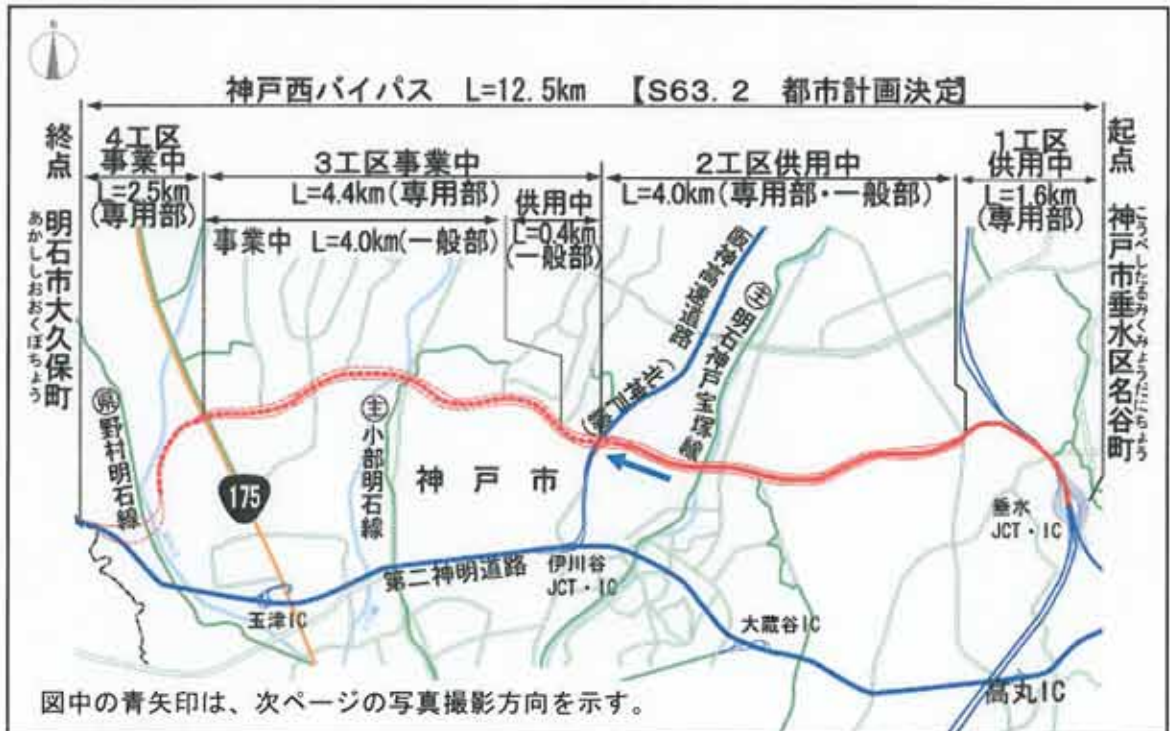 N
神戸西バイパス L=12.5km 【S63.2 都市計画決定】
終点
明石市大久保町
あかししおおくぼちょう
4工区
事業中
L=2.5km
(専用部)
3工区事業中
L=4.4km(専用部)
事業中 L=4.0km(一般部)
供用中
L=0.4km
(一般部)
2工区供用中
L=4.0km(専用部・一般部)
1工区
供用中
L=1.6km
(専用部)
起点
神戸市垂水区名谷町
こうべしたるみくみょうだにちょう
阪神高速道路(北神戸線)
主 明石神戸宝塚線
県 野村明石線
175
主 小部明石線
神戸市
垂水
JCT・IC
第二神明道路
伊川谷
JCT・IC
玉津IC
大蔵谷IC
高丸IC
図中の青矢印は、次ページの写真撮影方向を示す。